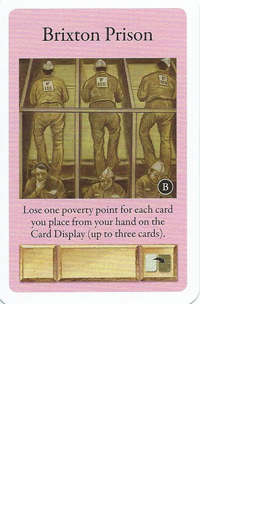 Brixton Prison
B
Lose one poverty point for each card
you place from your hand on the
Card Display (up to three cards).